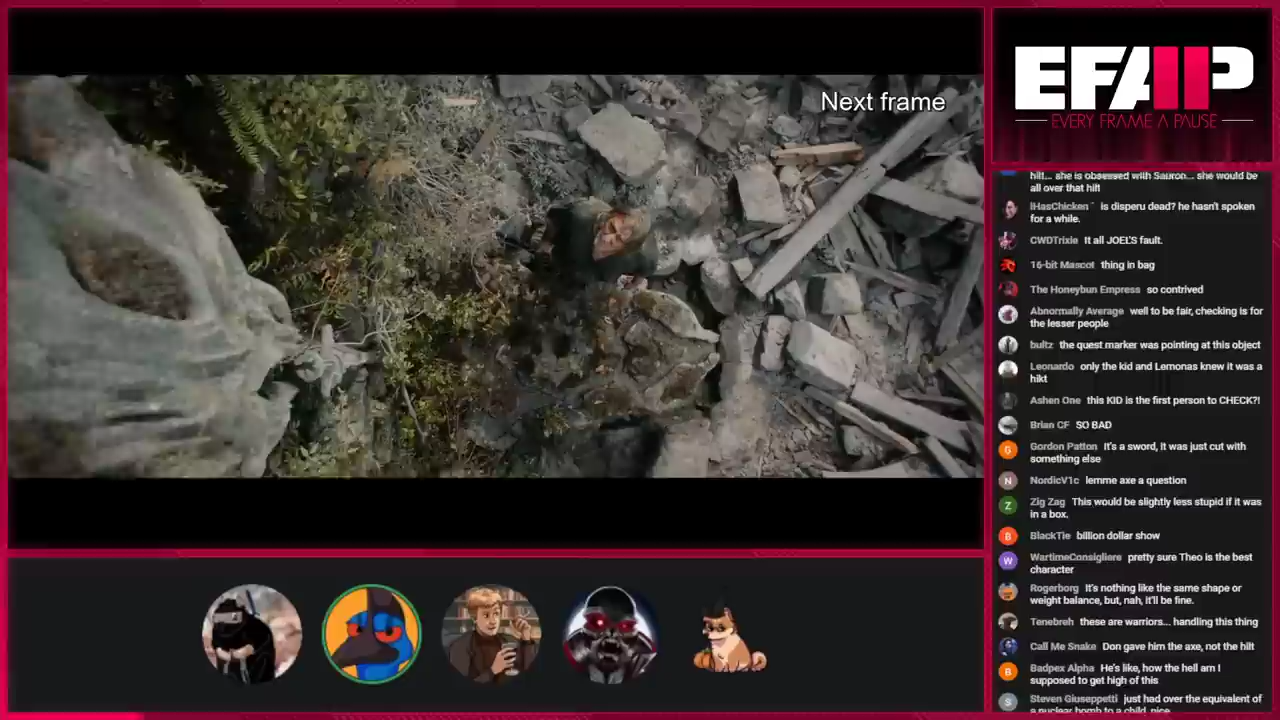 Next frame
EFAP
EVERY FRAME A PAUSE
hilt... she is obsessed with Sauron... she would be
all over that hilt
IHasChicken is disperu dead? he hasn't spoken
for a while.
CWDTrixie It all JOEL'S fault.
16-bit Mascot thing in bag
The Honeybun Empress so contrived
Abnormally Average well to be fair, checking is for
the lesser people
bultz the quest marker was pointing at this object
Leonardo only the kid and Lemonas knew it was a
hikt
Ashen One this KID is the first person to CHECK?!
Brian CF SO BAD
Gordon Patton It's a sword, it was just cut with
something else
NordicV1c lemme axe a question
Zig Zag This would be slightly less stupid if it was
in a box.
BlackTie billion dollar show
WartimeConsigliere pretty sure Theo is the best
character
Rogerborg It's nothing like the same shape or
weight balance, but, nah, it'll be fine.
Tenebreh these are warriors... handling this thing
Call Me Snake Don gave him the axe, not the hilt
Badpex Alpha He's like, how the hell am I
supposed to get high of this
Steven Giuseppetti just had over the equivalent of
a nuclear bomb to a child, nice